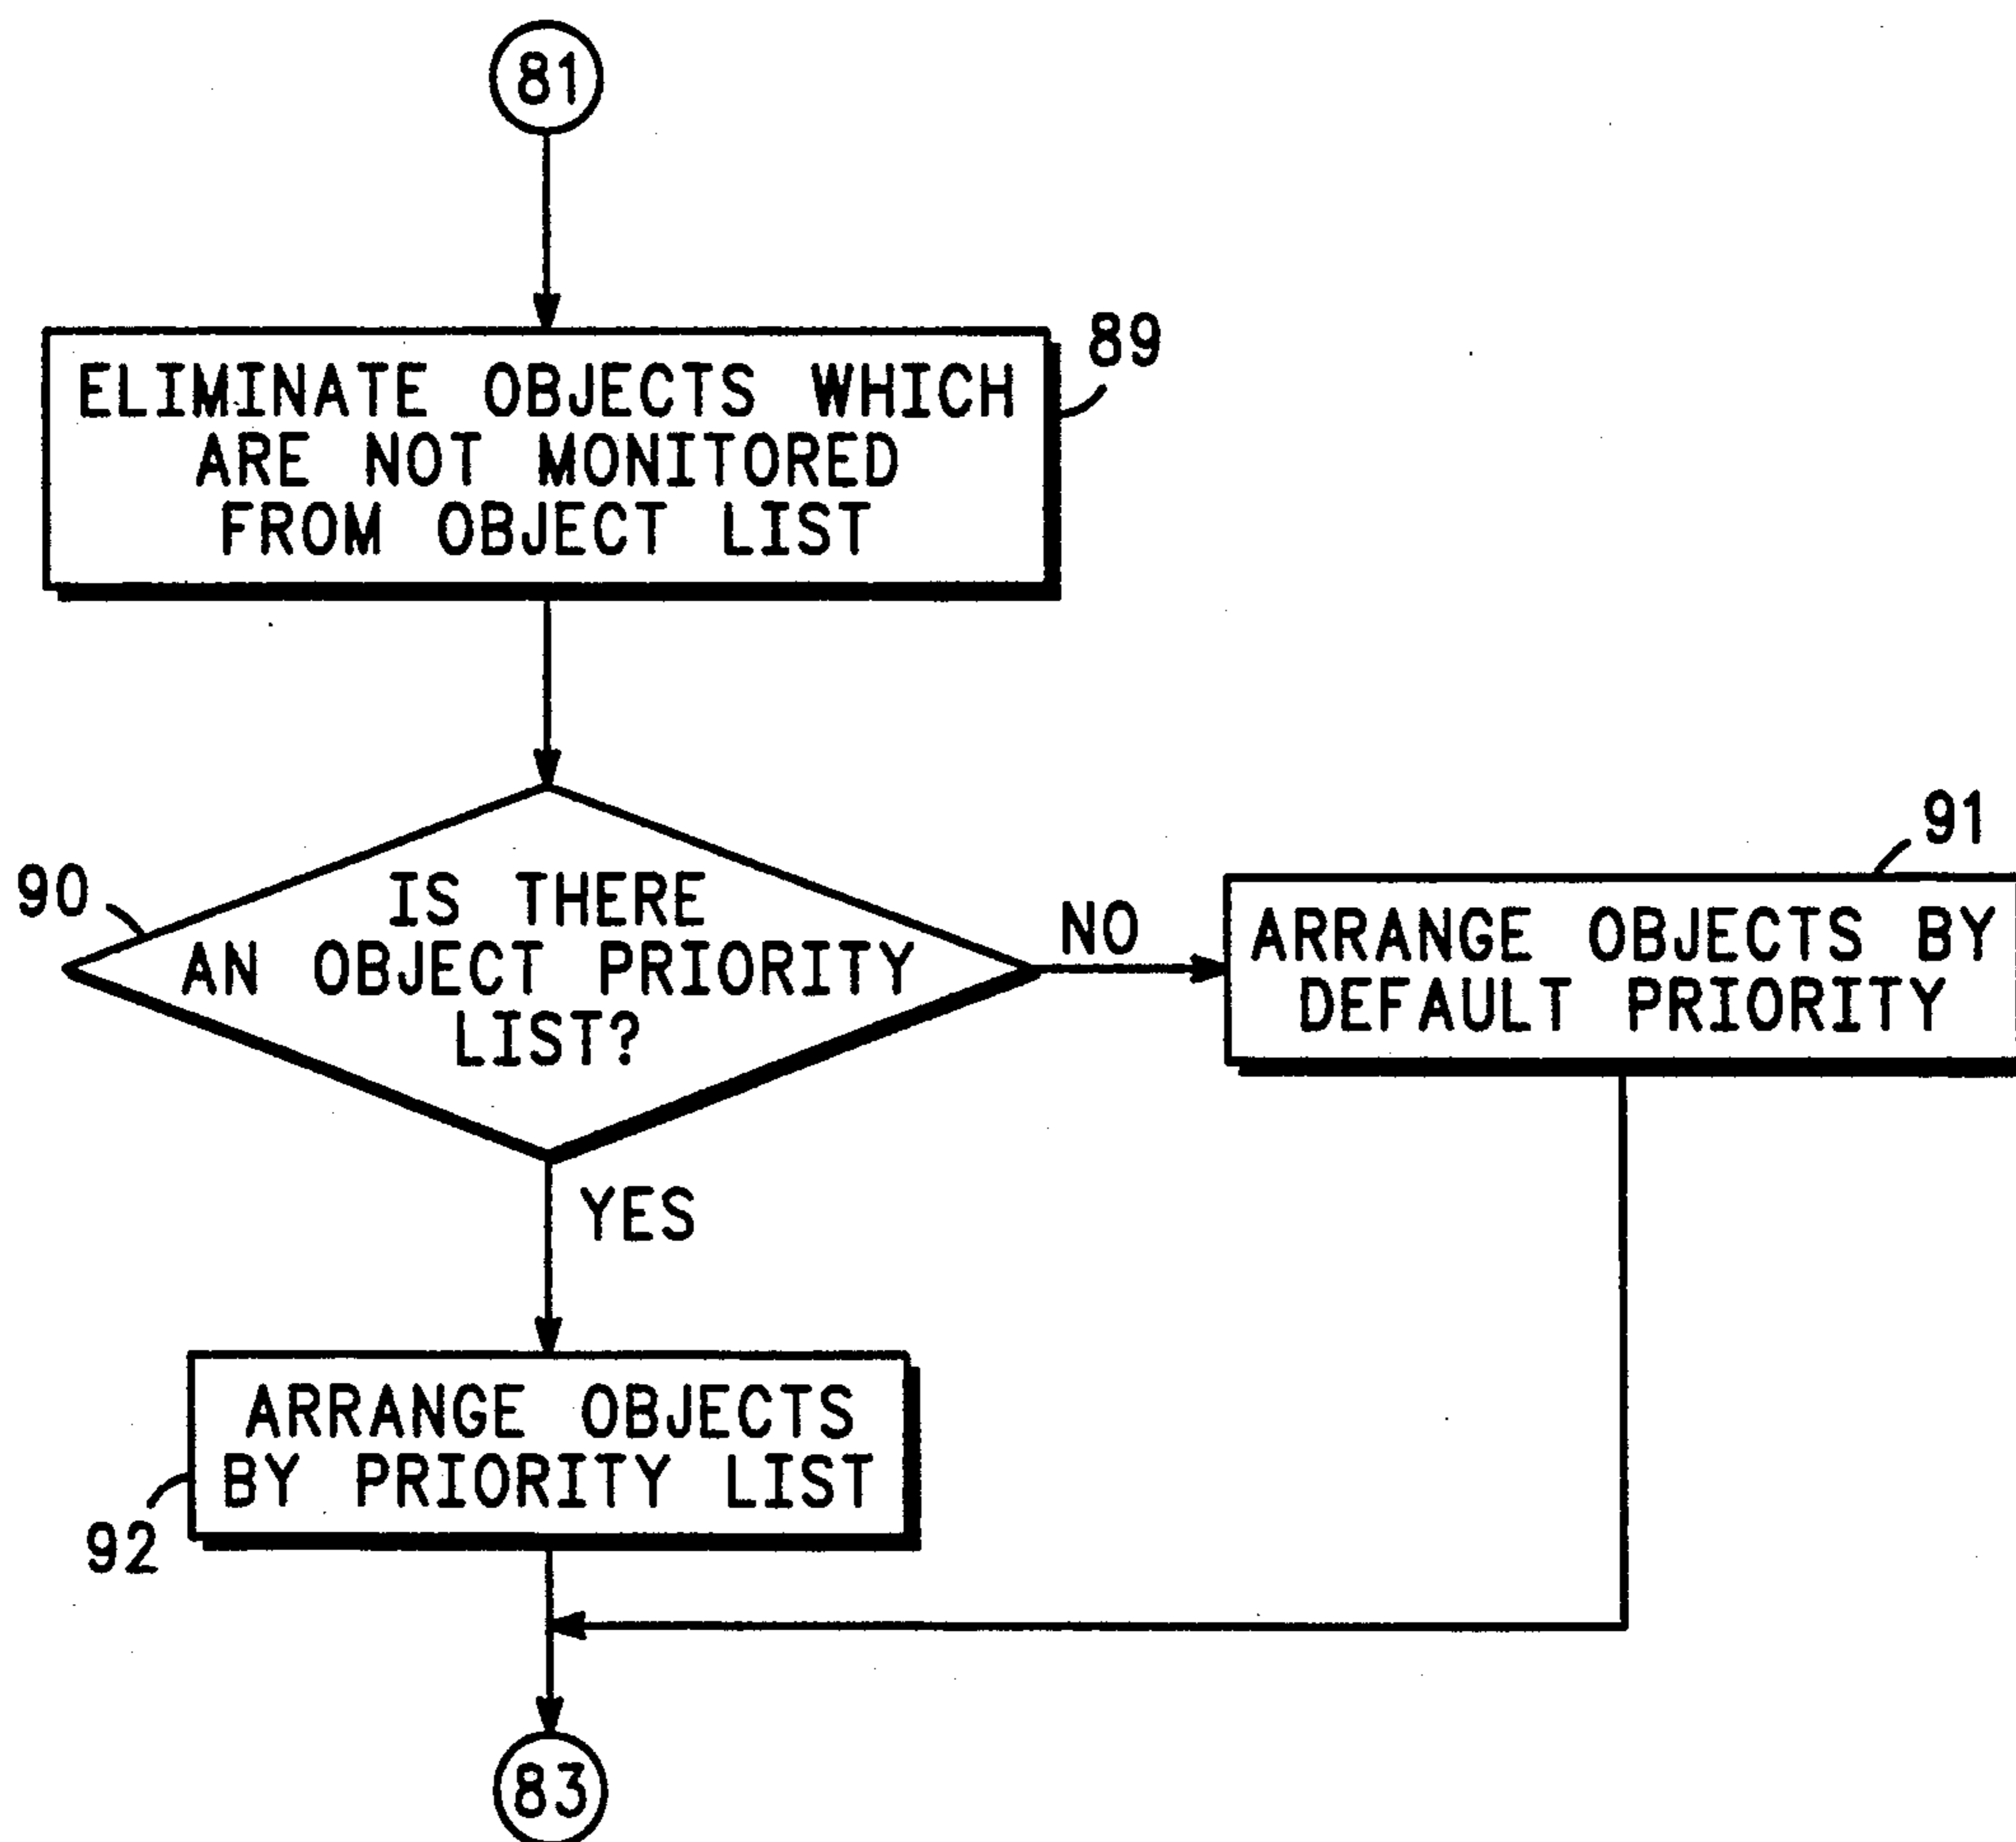 81
ELIMINATE OBJECTS WHICH
ARE NOT MONITORED
FROM OBJECT LIST
89
90
IS THERE
AN OBJECT PRIORITY
LIST?
NO
91
ARRANGE OBJECTS BY
DEFAULT PRIORITY
YES
ARRANGE OBJECTS
BY PRIORITY LIST
92
83